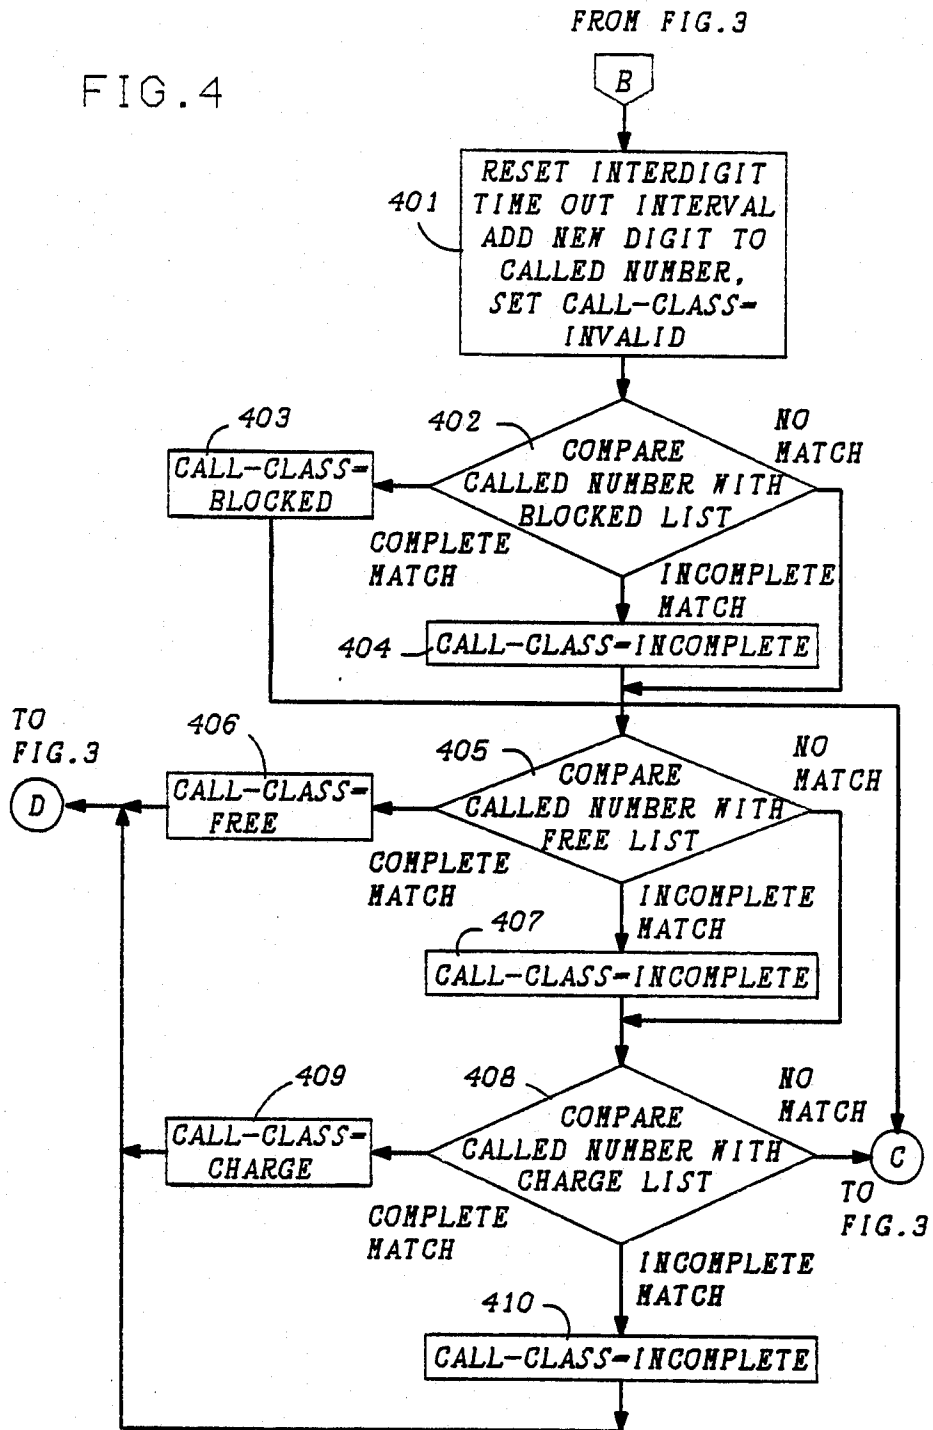 FROM FIG.3
FIG.4
B
RESET INTERDIGIT
TIME OUT INTERVAL
ADD NEW DIGIT TO
CALLED NUMBER,
SET CALL-CLASS=
INVALID
401
402
COMPARE
CALLED NUMBER WITH
BLOCKED LIST
NO
MATCH
403
CALL-CLASS=
BLOCKED
COMPLETE
MATCH
INCOMPLETE
MATCH
404
CALL-CLASS=INCOMPLETE
TO
FIG.3
D
406
CALL-CLASS=
FREE
405
COMPARE
CALLED NUMBER WITH
FREE LIST
NO
MATCH
COMPLETE
MATCH
INCOMPLETE
MATCH
407
CALL-CLASS=INCOMPLETE
409
CALL-CLASS=
CHARGE
408
COMPARE
CALLED NUMBER WITH
CHARGE LIST
NO
MATCH
C
TO
FIG.3
COMPLETE
MATCH
INCOMPLETE
MATCH
410
CALL-CLASS=INCOMPLETE